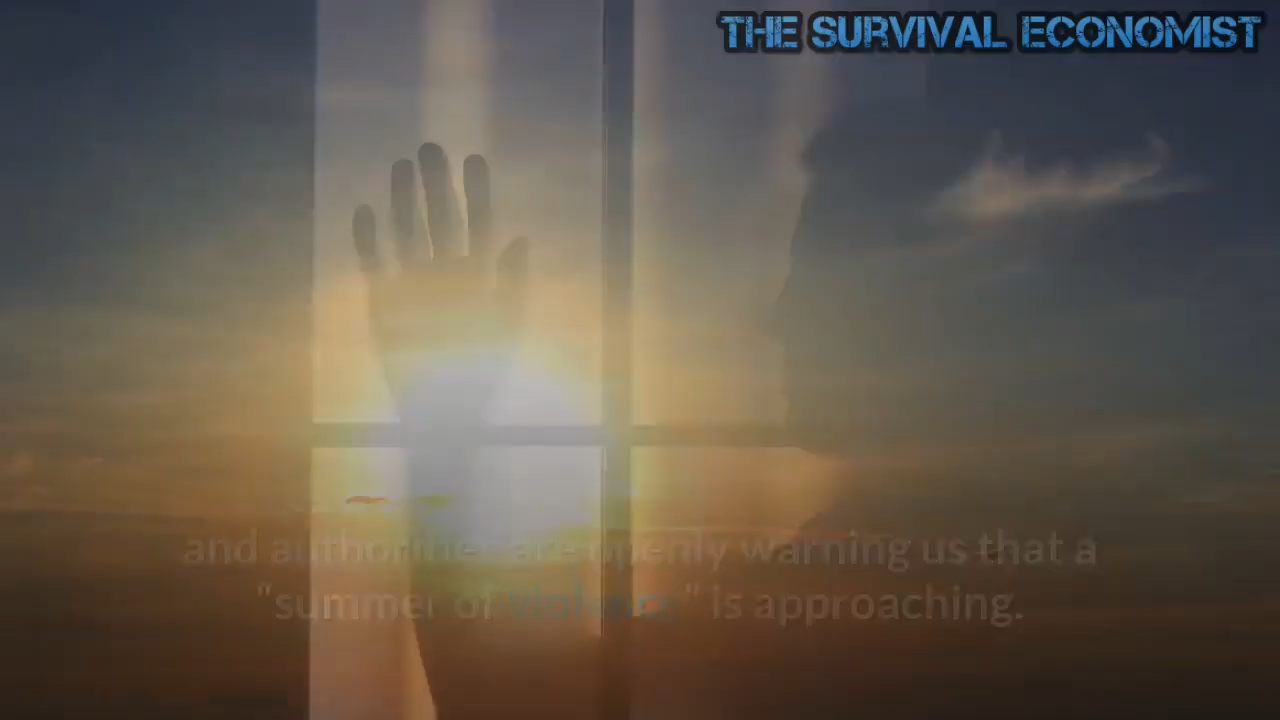 THE SURVIVAL ECONOMIST
and authorities are openly warning us that a
"summer of violence" is approaching.